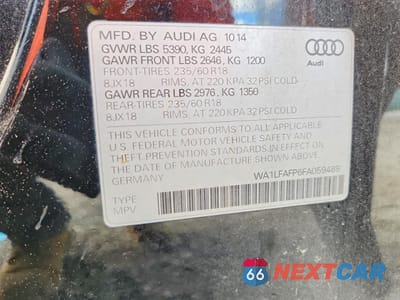 MFD. BY AUDI AG 10 14
GVWR LBS 5390, KG 2445
GAWR FRONT LBS 2646, KG 1200
FRONT-TIRES 235/60 R18
8JX18 RIMS, AT 220 KPA 32 PSI COLD
GAWR REAR LBS 2976, KG 1350
REAR-TIRES 235/60 R18
8JX18 RIMS, AT 220 KPA 32 PSI COLD
Audi
THIS VEHICLE CONFORMS TO ALL APPLICABLE
U.S. FEDERAL MOTOR VEHICLE SAFETY AND
THEFT PREVENTION STANDARDS IN EFFECT ON
THE DATE OF MANUFACTURE SHOWN ABOVE.
GERMANY
WA1LFAFP6FA059469
TYPE
MPV
66 NEXTCAR